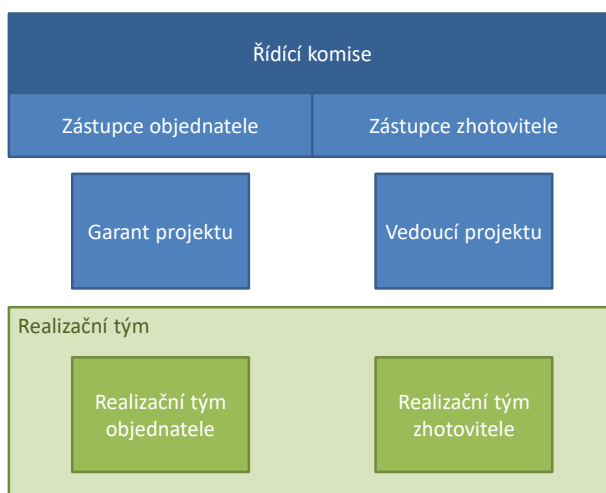 Řídící komise
Zástupce objednatele
Zástupce zhotovitele
Garant projektu
Vedoucí projektu
Realizační tým
Realizační tým
objednatele
Realizační tým
zhotovitele